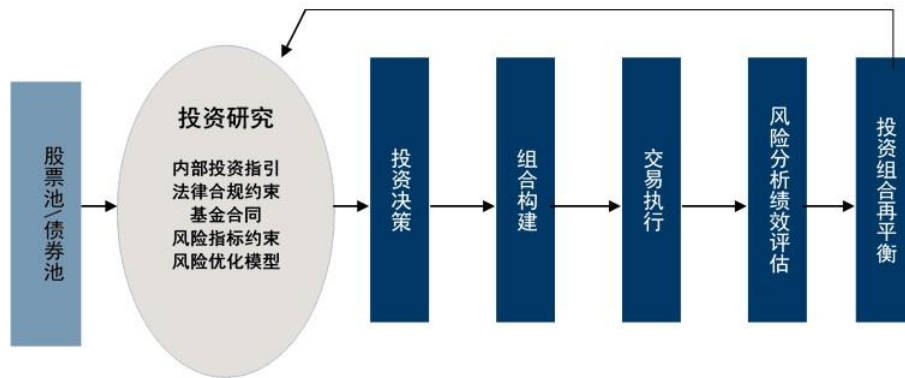 股票池\债券池
投资研究
内部投资指引
法律合规约束
基金合同
风险指标约束
风险优化模型
投资决策
组合构建
交易执行
风险分析绩效评估
投资组合再平衡